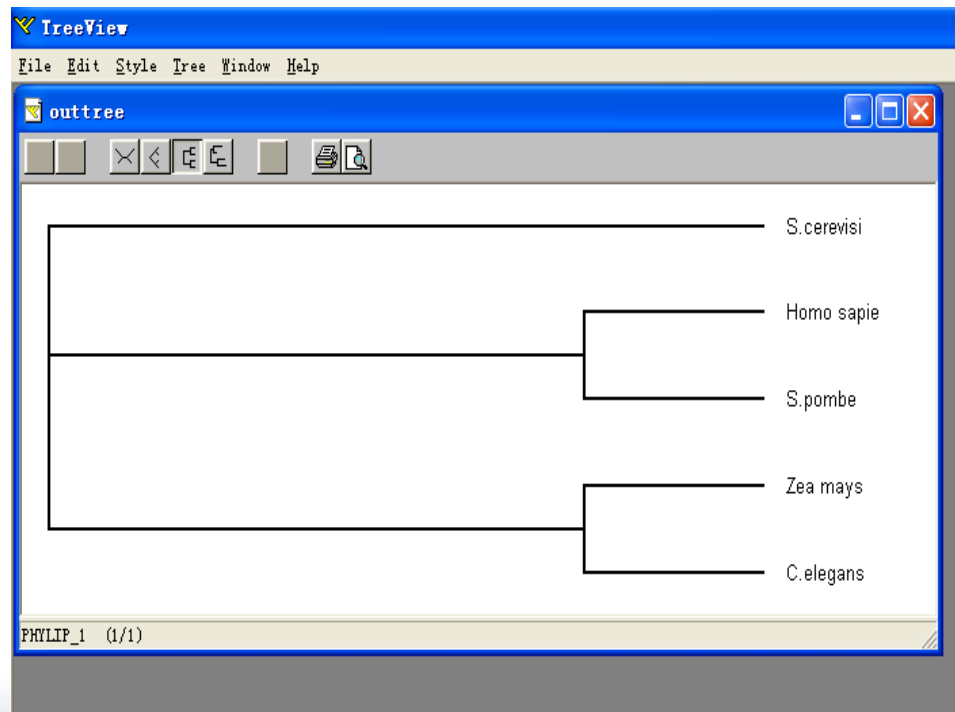 TreeView
File Edit Style Tree Window Help
outtree
S.cerevisi
Homo sapie
S.pombe
Zea mays
C.elegans
PHYLIP_1 (1/1)